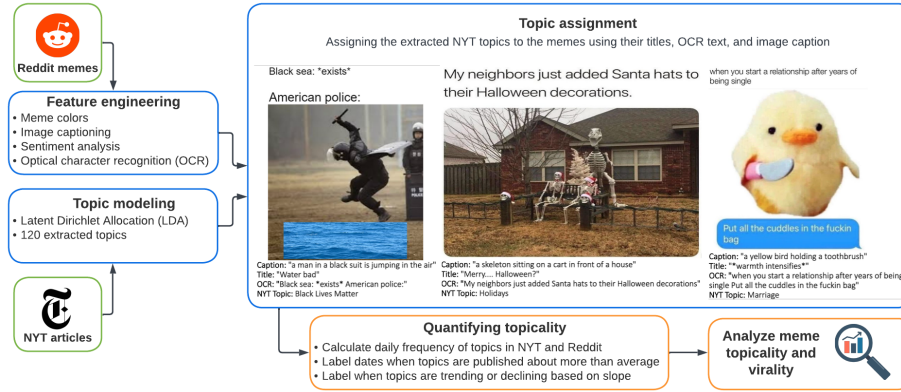 Reddit memes
Feature engineering
• Meme colors
• Image captioning
• Sentiment analysis
• Optical character recognition (OCR)
Topic modeling
• Latent Dirichlet Allocation (LDA)
• 120 extracted topics
NYT articles
Topic assignment
Assigning the extracted NYT topics to the memes using their titles, OCR text, and image caption
Black sea: *exists*
American police:
Caption: "a man in a black suit is jumping in the air"
Title: "Water bad"
OCR: "Black sea: *exists* American police:"
NYT Topic: Black Lives Matter
My neighbors just added Santa hats to
their Halloween decorations.
Caption: "a skeleton sitting on a cart in front of a house"
Title: "Merry.... Halloween?"
OCR: "My neighbors just added Santa hats to their Halloween decorations"
NYT Topic: Holidays
when you start a relationship after years of
being single
Put all the cuddles in the fuckin
bag
Caption: "a yellow bird holding a toothbrush"
Title: "*warmth intensifies*"
OCR: "when you start a relationship after years of being
single Put all the cuddles in the fuckin bag"
NYT Topic: Marriage
Quantifying topicality
• Calculate daily frequency of topics in NYT and Reddit
• Label dates when topics are published about more than average
• Label when topics are trending or declining based on slope
Analyze meme
topicality and
virality